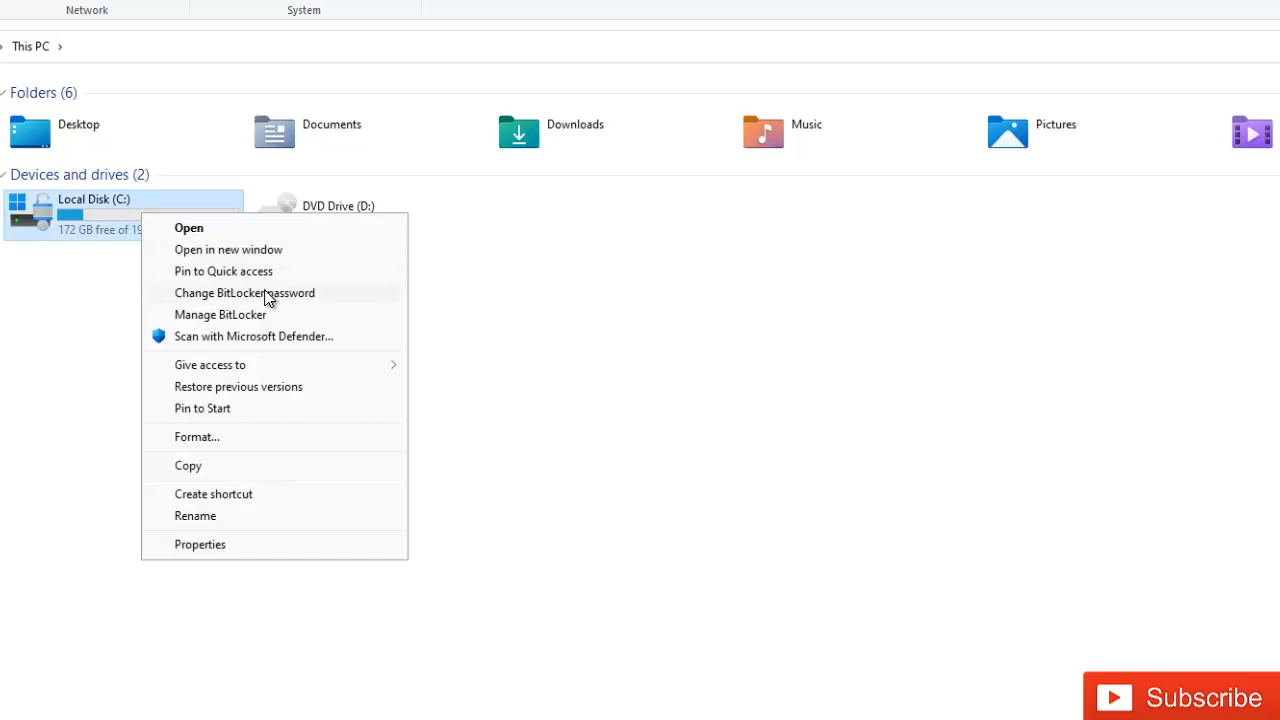 Network
System
This PC
Folders (6)
Desktop
Documents
Downloads
Music
Pictures
Devices and drives (2)
Local Disk (C:)
172 GB free of 19
DVD Drive (D:)
Open
Open in new window
Pin to Quick access
Change BitLocker password
Manage BitLocker
Scan with Microsoft Defender...
Give access to
Restore previous versions
Pin to Start
Format...
Copy
Create shortcut
Rename
Properties
Subscribe